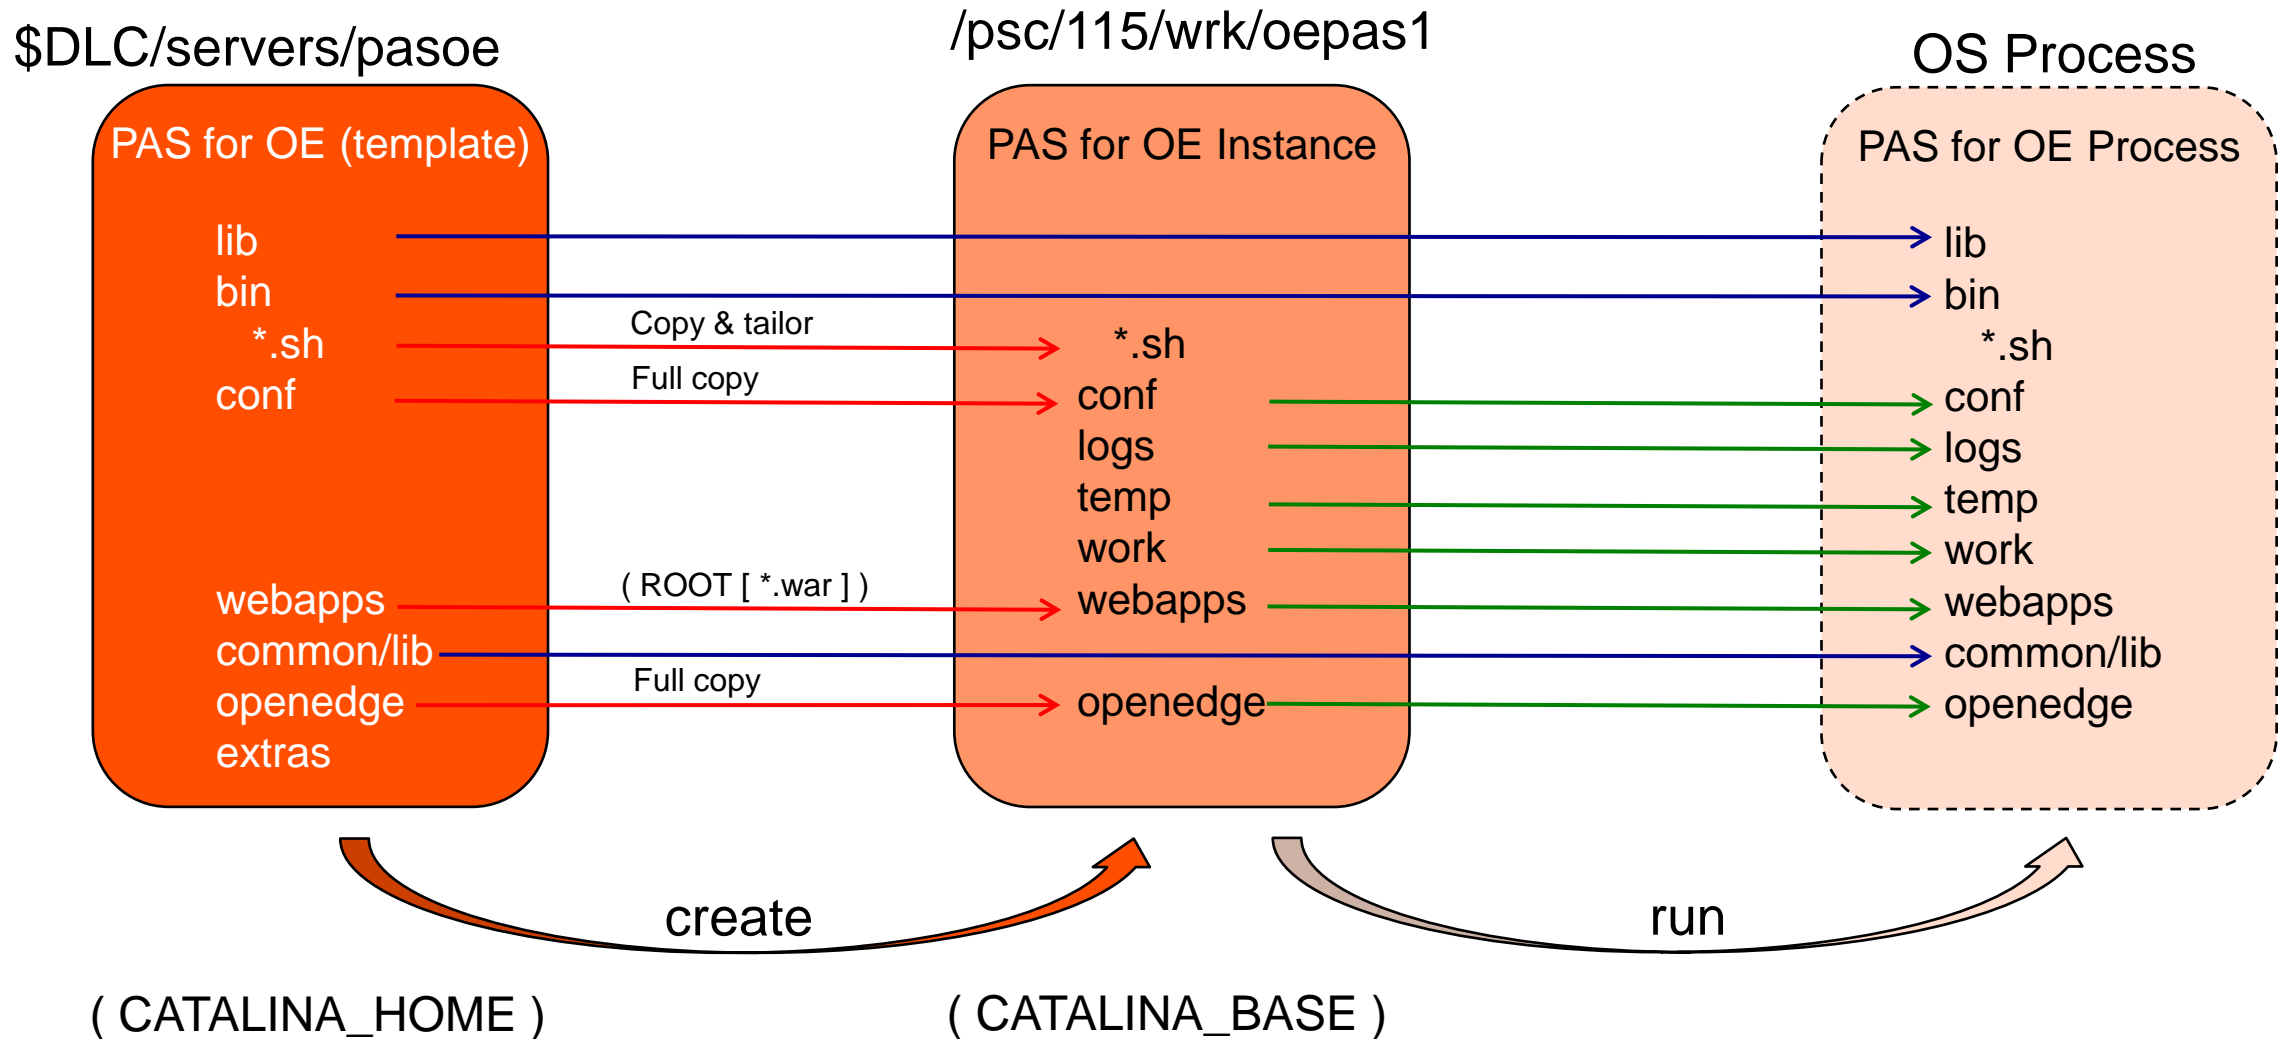 $DLC/servers/pasoe
/psc/115/wrk/oepas1
OS Process
PAS for OE (template)
lib
bin
*.sh
conf
webapps
common/lib
openedge
extras
Copy & tailor
Full copy
( ROOT [ *.war ] )
Full copy
PAS for OE Instance
*.sh
conf
logs
temp
work
webapps
openedge
PAS for OE Process
lib
bin
*.sh
conf
logs
temp
work
webapps
common/lib
openedge
create
run
( CATALINA_HOME )
( CATALINA_BASE )